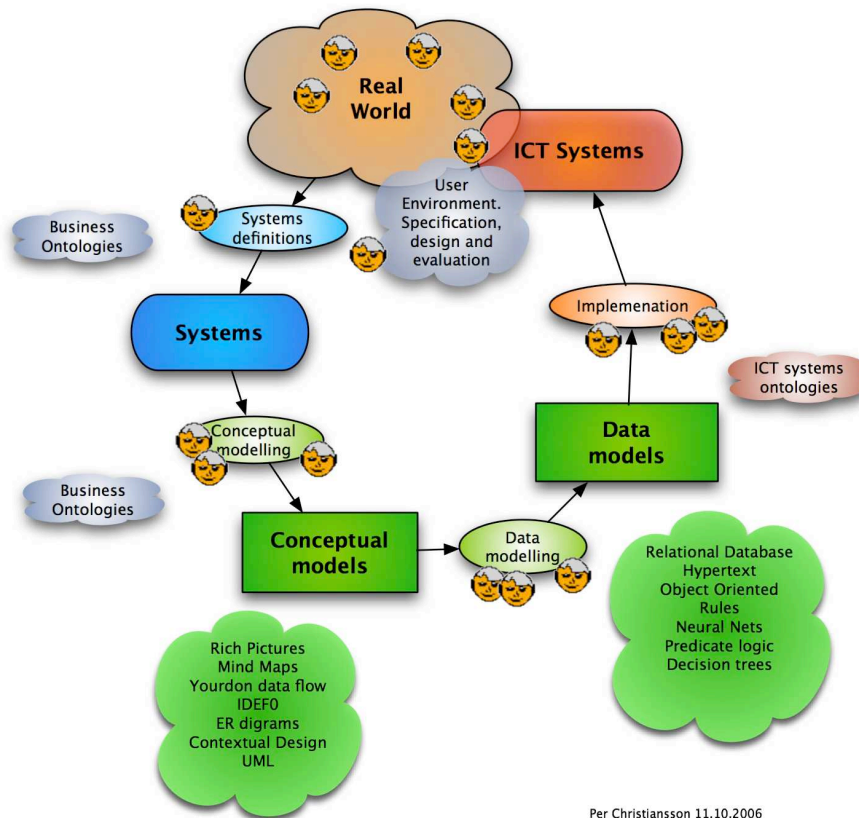 Real
World
ICT Systems
User
Environment.
Specification,
design and
evaluation
Systems
definitions
Business
Ontologies
Systems
Implemenation
ICT systems
ontologies
Conceptual
modelling
Data
models
Business
Ontologies
Conceptual
models
Data
modelling
Relational Database
Hypertext
Object Oriented
Rules
Neural Nets
Predicate logic
Decision trees
Rich Pictures
Mind Maps
Yourdon data flow
IDEF0
ER digrams
Contextual Design
UML
Per Christiansson 11.10.2006